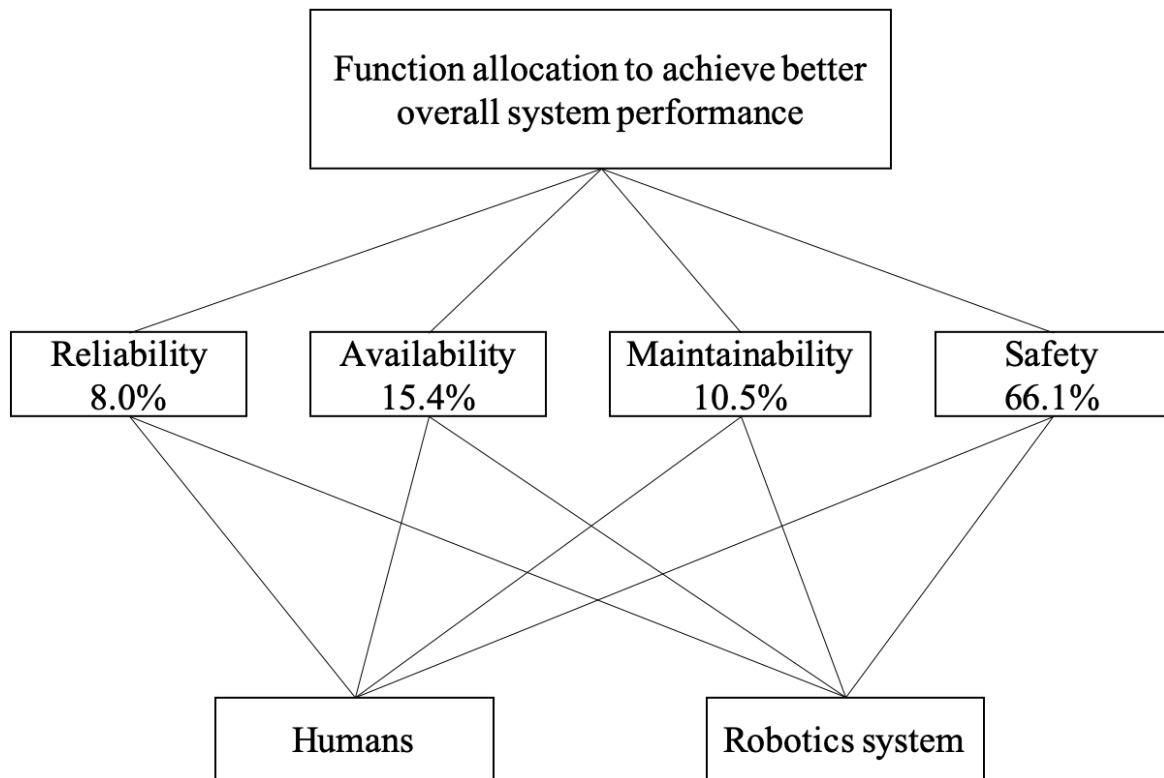 Function allocation to achieve better
overall system performance
Reliability
8.0%
Availability
15.4%
Maintainability
10.5%
Safety
66.1%
Humans
Robotics system